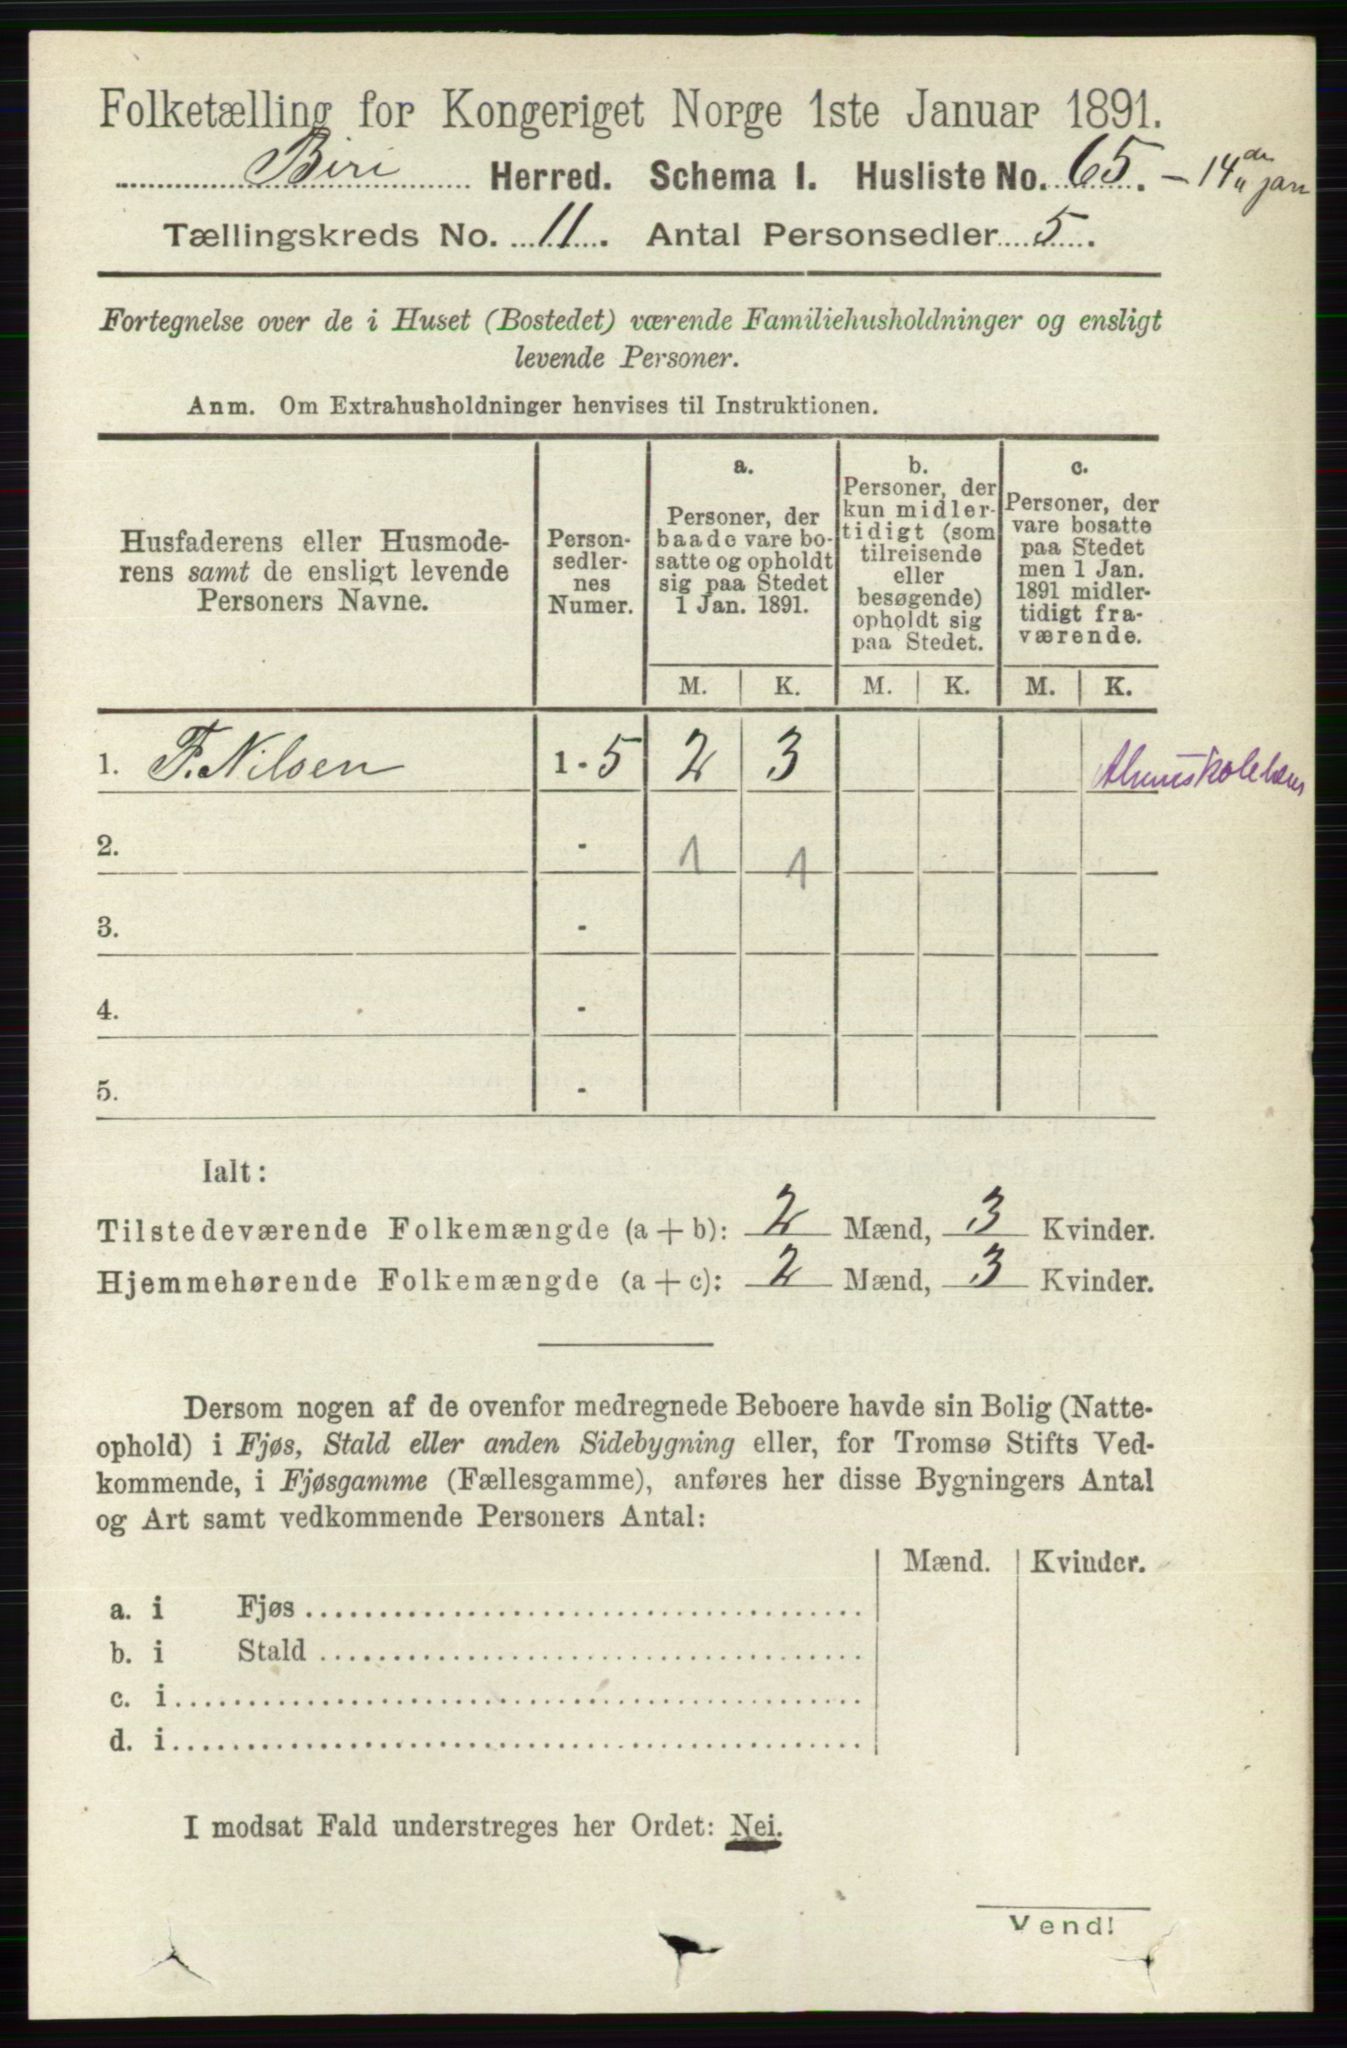 Folketælling for Kongeriget Norge 1ste Januar 1891.
Biri Herred. Schema I. Husliste No. 65. - 14 de jan
Tællingskreds No. 11. Antal Personsedler 5.
Fortegnelse over de i Huset (Bostedet) værende Familiehusholdninger og ensligt
levende Personer.
Anm. Om Extrahusholdninger henvises til Instruktionen.
Husfaderens eller Husmode-
rens samt de ensligt levende
Personers Navne.
Person-
sedler-
nes
Numer.
a.
Personer, der
baade vare bo-
satte og opholdt
sig paa Stedet
1 Jan. 1891.
b.
Personer, der
kun midler-
tidigt (som
tilreisende
eller
besøgende)
opholdt sig
paa Stedet.
c.
Personer, der
vare bosatte
paa Stedet
men 1 Jan.
1891 midler-
tidigt fra-
værende.
M. K. M. K. M. K.
1. F. Nilsen 1 - 5 2 3
2. - 1 1
3. -
4. -
5. -
Ialt:
Tilstedeværende Folkemængde (a + b): 2 Mænd, 3 Kvinder.
Hjemmehørende Folkemængde (a + c): 2 Mænd, 3 Kvinder.
Dersom nogen af de ovenfor medregnede Beboere havde sin Bolig (Natte-
ophold) i Fjøs, Stald eller anden Sidebygning eller, for Tromsø Stifts Ved-
kommende, i Fjøsgamme (Fællesgamme), anføres her disse Bygningers Antal
og Art samt vedkommende Personers Antal:
Mænd. Kvinder.
a. i Fjøs
b. i Stald
c. i
d. i
I modsat Fald understreges her Ordet: Nei.
Vend!